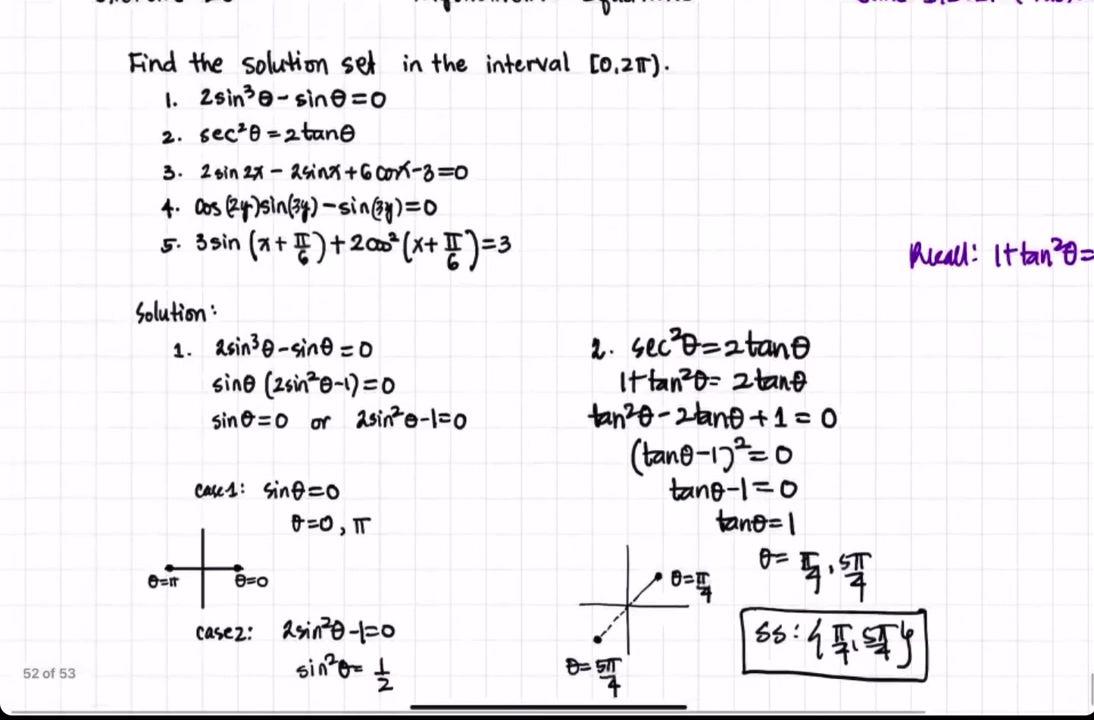 Find the solution set in the interval [0,2π).
1. 2sin³θ - sinθ = 0
2. sec²θ = 2tanθ
3. 2sin2x - 2sinx + 6cosx - 3 = 0
4. cos(2y)sin(3y) - sin(3y) = 0
5. 3sin(x + π/6) + 2cos²(x + π/6) = 3
Recall: 1+tan²θ=
Solution:
1. 2sin³θ - sinθ = 0
sinθ (2sin²θ-1) = 0
sinθ = 0 or 2sin²θ-1=0
case1: sinθ=0
θ=0, π
θ=π θ=0
case2: 2sin²θ-1=0
sin²θ = 1/2
2. sec²θ = 2tanθ
1+tan²θ = 2tanθ
tan²θ - 2tanθ + 1 = 0
(tanθ-1)² = 0
tanθ-1 = 0
tanθ = 1
θ = π/4, 5π/4
θ=π/4
θ=5π/4
SS: {π/4, 5π/4}
52 of 53